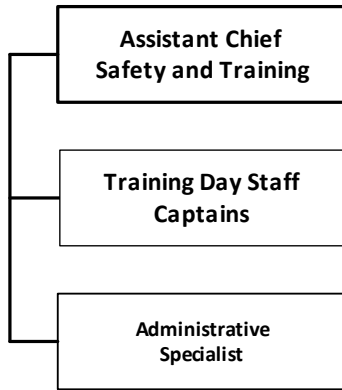 Assistant Chief
Safety and Training
Training Day Staff
Captains
Administrative
Specialist